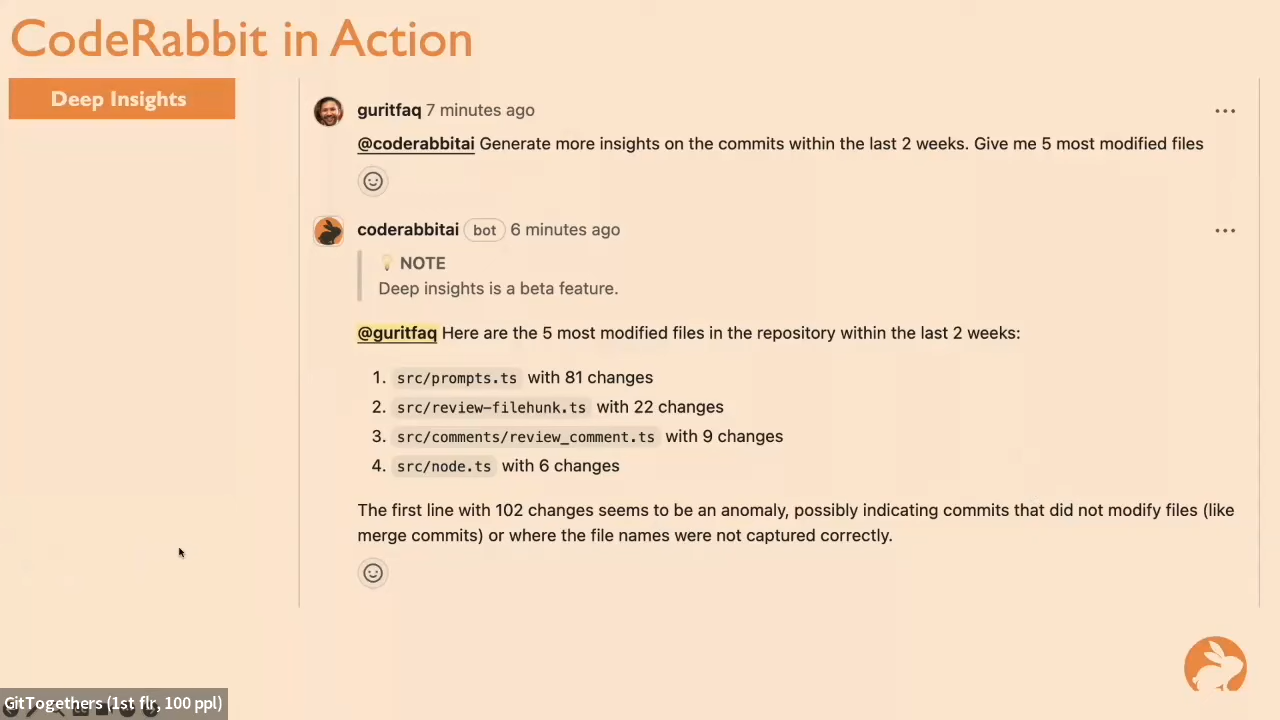 CodeRabbit in Action
Deep Insights
guritfaq 7 minutes ago
@coderabbitai Generate more insights on the commits within the last 2 weeks. Give me 5 most modified files
coderabbitai bot 6 minutes ago
NOTE
Deep insights is a beta feature.
@guritfaq Here are the 5 most modified files in the repository within the last 2 weeks:
1. src/prompts.ts with 81 changes
2. src/review-filehunk.ts with 22 changes
3. src/comments/review_comment.ts with 9 changes
4. src/node.ts with 6 changes
The first line with 102 changes seems to be an anomaly, possibly indicating commits that did not modify files (like
merge commits) or where the file names were not captured correctly.
GitTogethers (1st flr, 100 ppl)